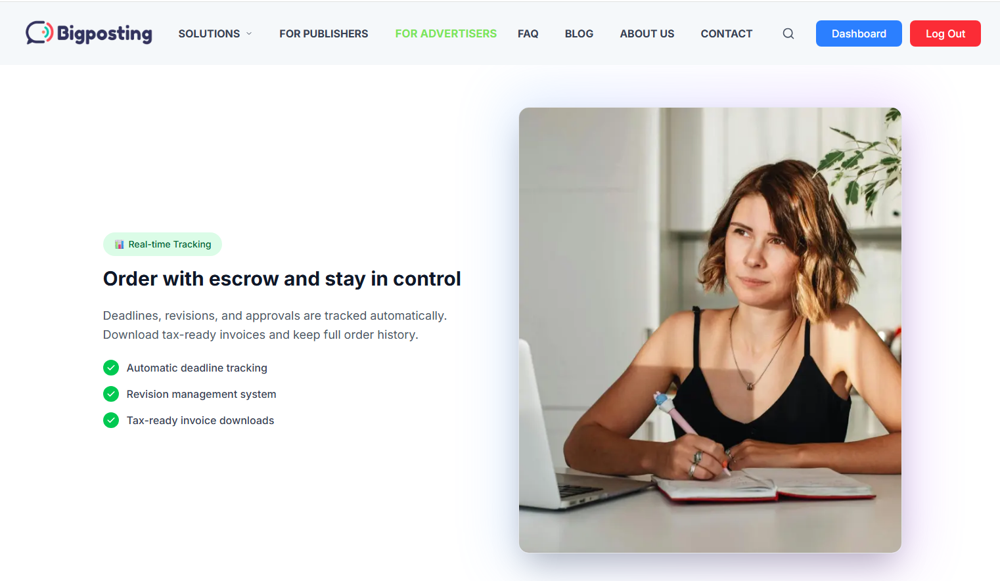 Bigposting
SOLUTIONS
FOR PUBLISHERS
FOR ADVERTISERS
FAQ
BLOG
ABOUT US
CONTACT
Dashboard
Log Out
Real-time Tracking
Order with escrow and stay in control
Deadlines, revisions, and approvals are tracked automatically.
Download tax-ready invoices and keep full order history.
Automatic deadline tracking
Revision management system
Tax-ready invoice downloads